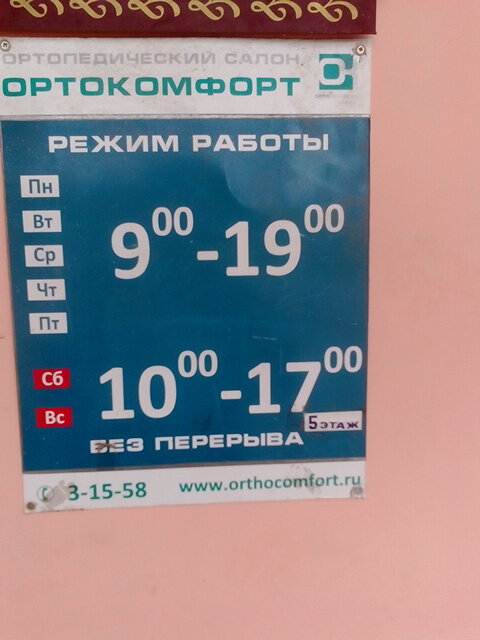 ОРТОПЕДИЧЕСКИЙ САЛОН
ОРТОКОМФОРТ
РЕЖИМ РАБОТЫ
Пн
Вт
Ср
Чт
Пт
900-1900
Сб
Вс
1000-1700
5 ЭТАЖ
БЕЗ ПЕРЕРЫВА
3-15-58 www.orthocomfort.ru